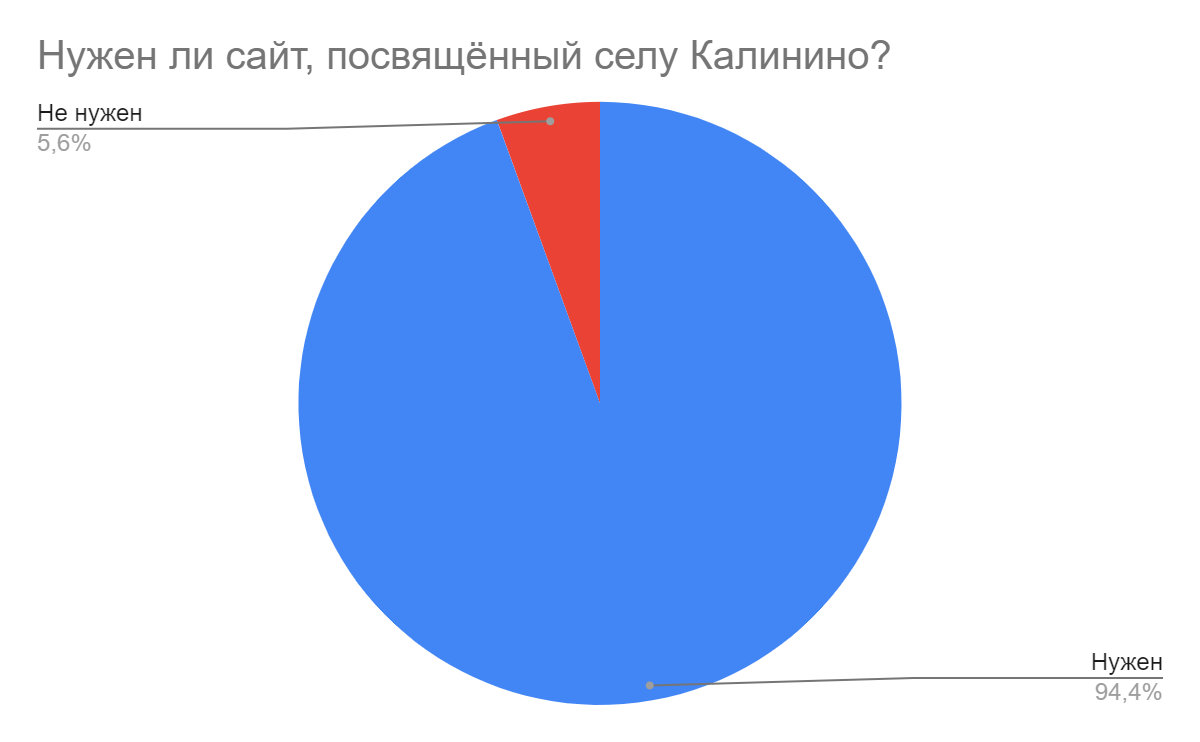 Нужен ли сайт, посвящённый селу Калинино?
Не нужен
5,6%
Нужен
94,4%